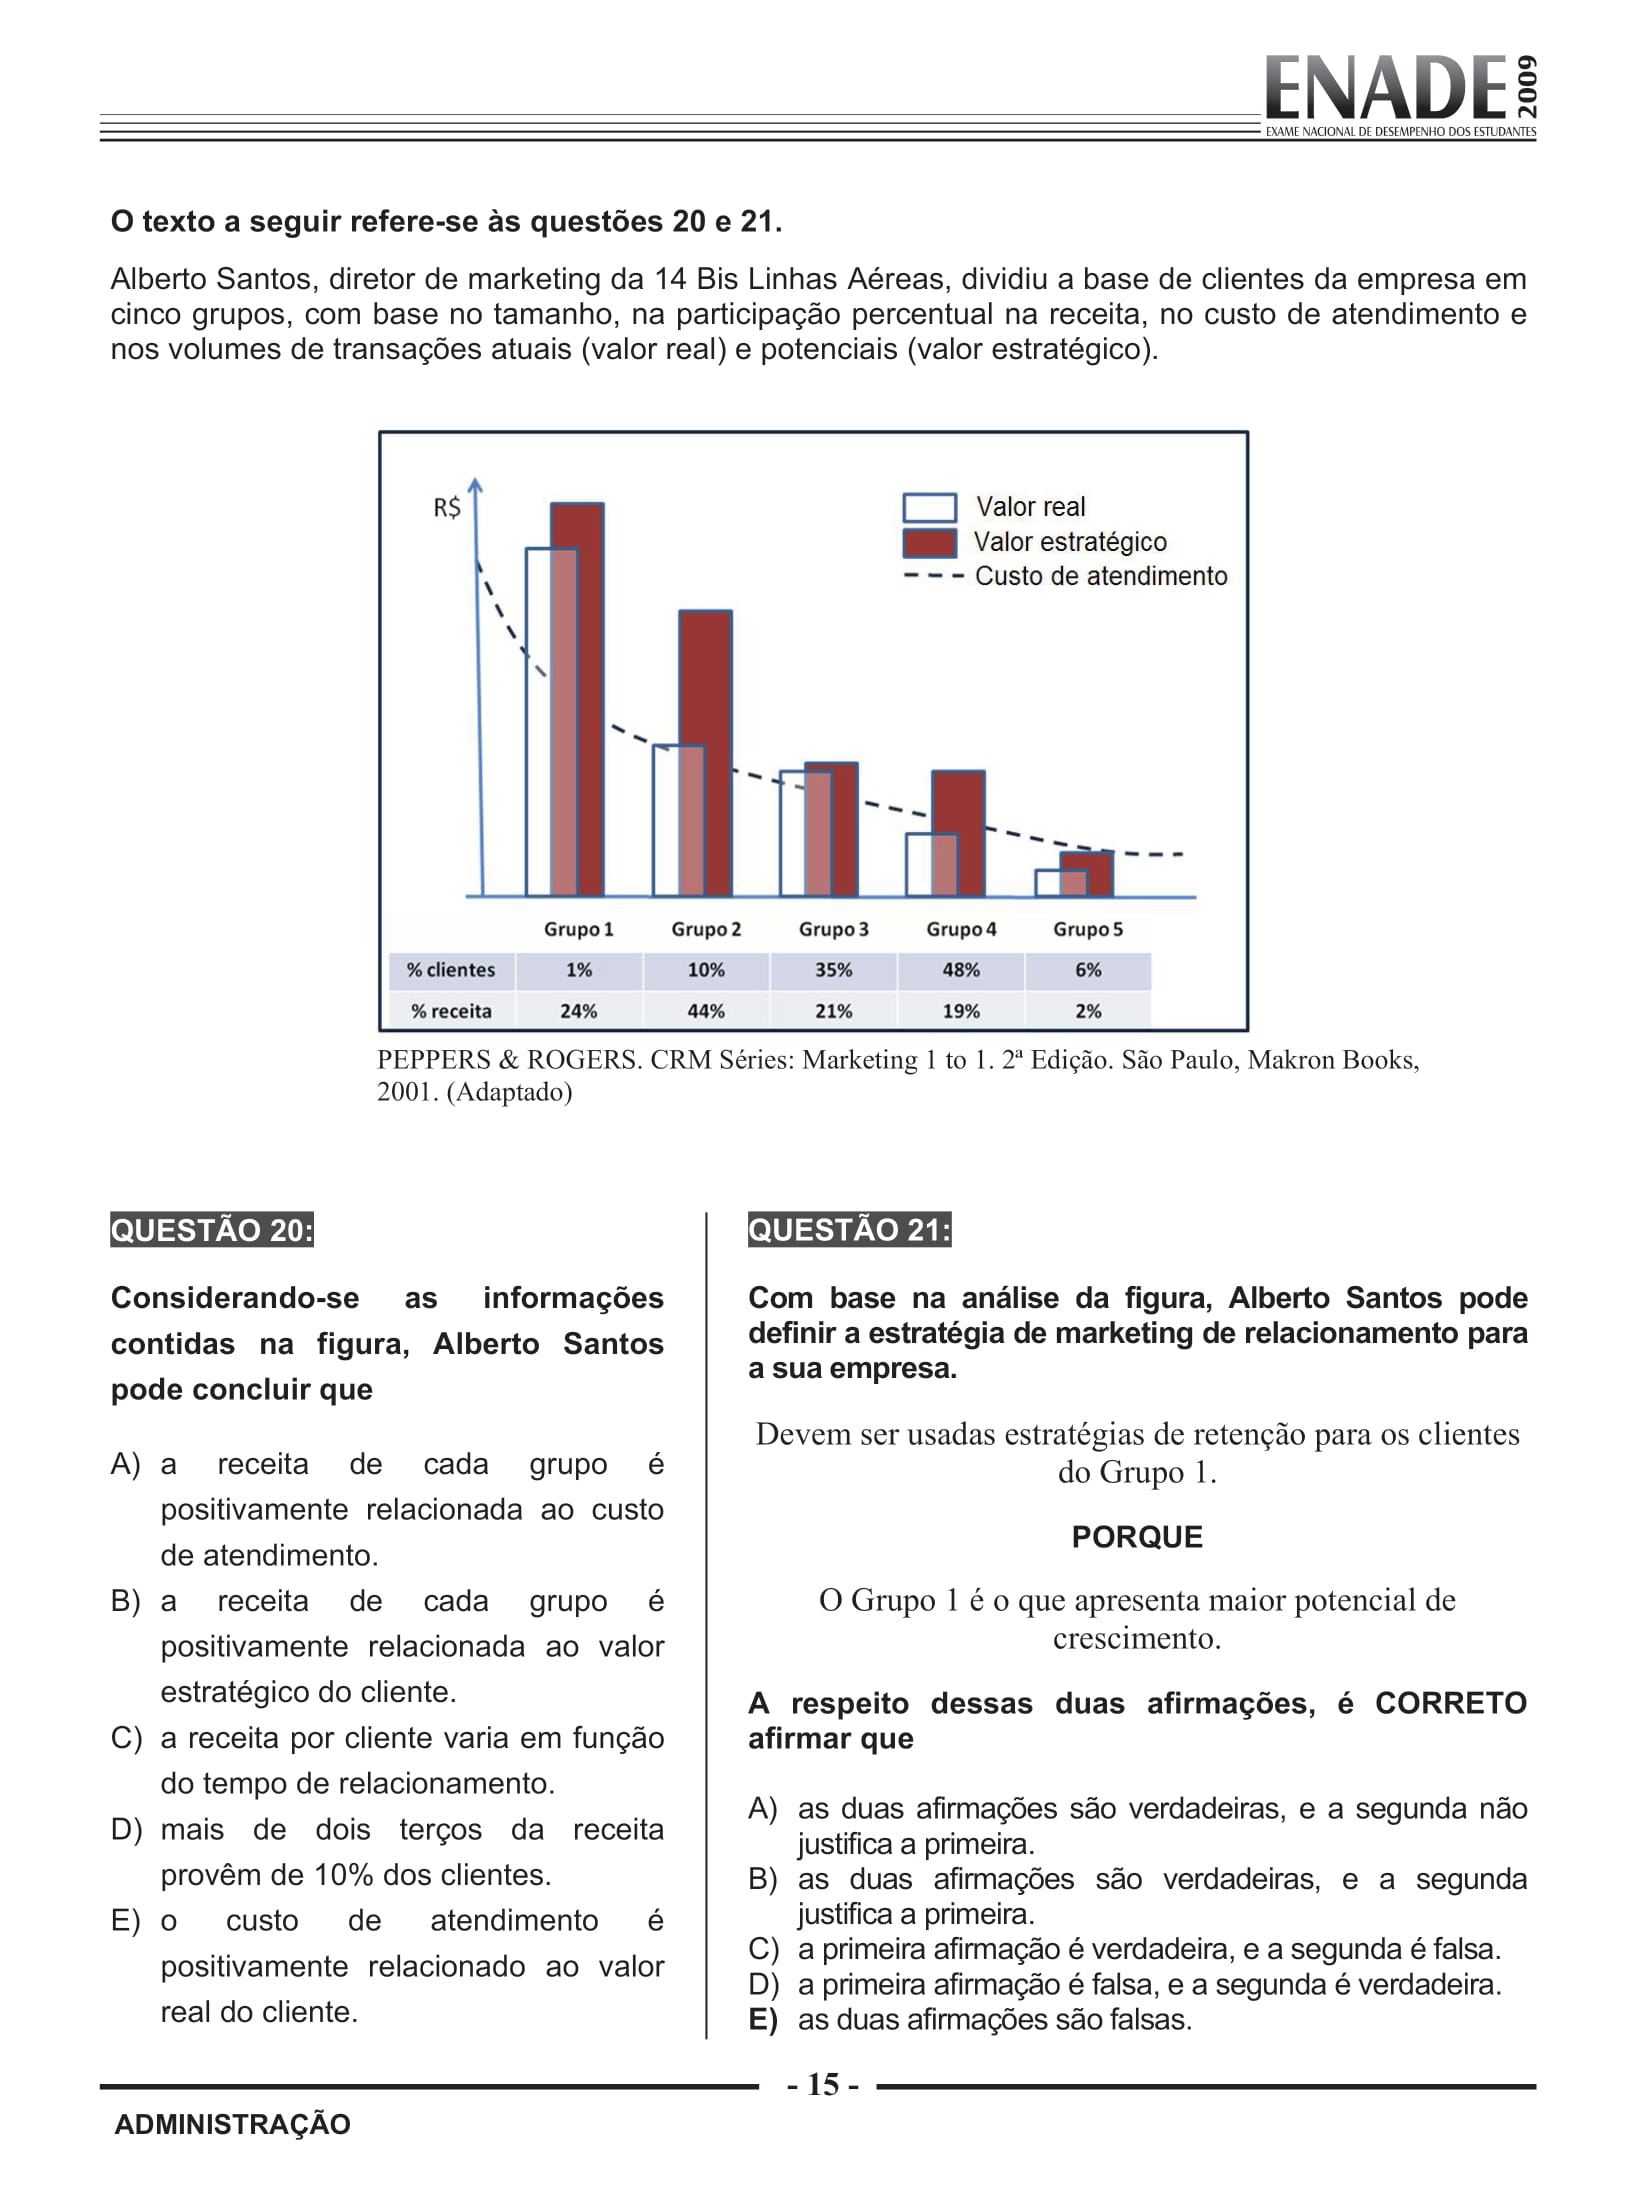 ENADE 2009
EXAME NACIONAL DE DESEMPENHO DOS ESTUDANTES
O texto a seguir refere-se às questões 20 e 21.
Alberto Santos, diretor de marketing da 14 Bis Linhas Aéreas, dividiu a base de clientes da empresa em
cinco grupos, com base no tamanho, na participação percentual na receita, no custo de atendimento e
nos volumes de transações atuais (valor real) e potenciais (valor estratégico).
R$
Valor real
Valor estratégico
Custo de atendimento
Grupo 1 Grupo 2 Grupo 3 Grupo 4 Grupo 5
% clientes 1% 10% 35% 48% 6%
% receita 24% 44% 21% 19% 2%
PEPPERS & ROGERS. CRM Séries: Marketing 1 to 1. 2ª Edição. São Paulo, Makron Books,
2001. (Adaptado)
QUESTÃO 20:
Considerando-se as informações
contidas na figura, Alberto Santos
pode concluir que
A) a receita de cada grupo é
positivamente relacionada ao custo
de atendimento.
B) a receita de cada grupo é
positivamente relacionada ao valor
estratégico do cliente.
C) a receita por cliente varia em função
do tempo de relacionamento.
D) mais de dois terços da receita
provêm de 10% dos clientes.
E) o custo de atendimento é
positivamente relacionado ao valor
real do cliente.
QUESTÃO 21:
Com base na análise da figura, Alberto Santos pode
definir a estratégia de marketing de relacionamento para
a sua empresa.
Devem ser usadas estratégias de retenção para os clientes
do Grupo 1.
PORQUE
O Grupo 1 é o que apresenta maior potencial de
crescimento.
A respeito dessas duas afirmações, é CORRETO
afirmar que
A) as duas afirmações são verdadeiras, e a segunda não
justifica a primeira.
B) as duas afirmações são verdadeiras, e a segunda
justifica a primeira.
C) a primeira afirmação é verdadeira, e a segunda é falsa.
D) a primeira afirmação é falsa, e a segunda é verdadeira.
E) as duas afirmações são falsas.
- 15 -
ADMINISTRAÇÃO